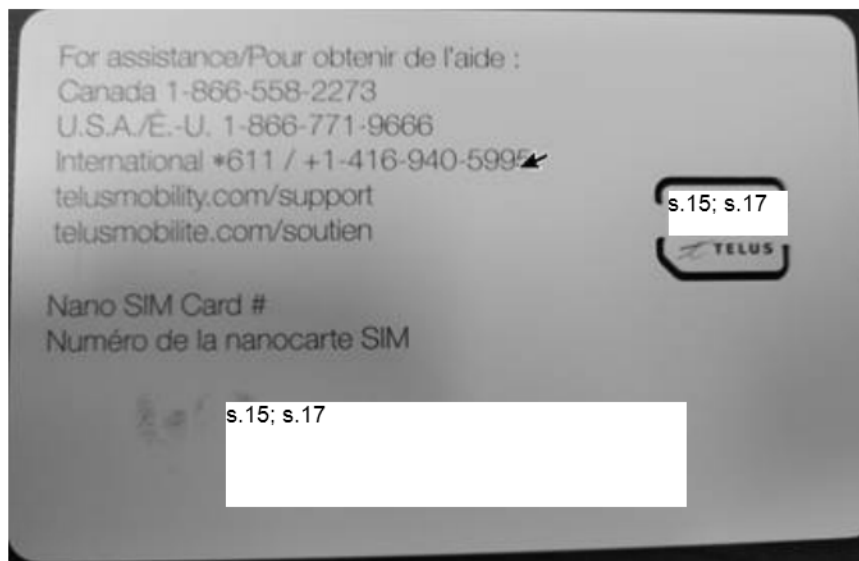 For assistance/Pour obtenir de l'aide :
Canada 1-866-558-2273
U.S.A./É.-U. 1-866-771-9666
International *611 / +1-416-940-5995
telusmobility.com/support
telusmobilite.com/soutien
s.15; s.17
TELUS
Nano SIM Card #
Numéro de la nanocarte SIM
s.15; s.17